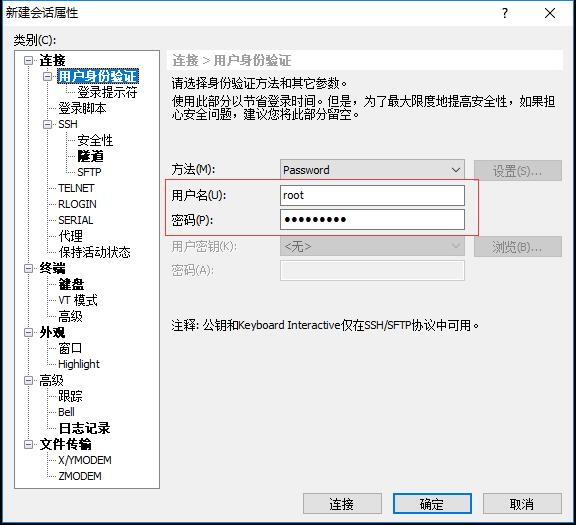 新建会话属性
?
类别(C):
连接
用户身份验证
登录提示符
登录脚本
SSH
安全性
隧道
SFTP
TELNET
RLOGIN
SERIAL
代理
保持活动状态
终端
键盘
VT 模式
高级
外观
窗口
Highlight
高级
跟踪
Bell
日志记录
文件传输
X/YMODEM
ZMODEM
连接 > 用户身份验证
请选择身份验证方法和其它参数。
使用此部分以节省登录时间。但是，为了最大限度地提高安全性，如果担
心安全问题，建议您将此部分留空。
方法(M): Password 设置(S)...
用户名(U): root
密码(P): ●●●●●●●●●
用户密钥(K): <无> 浏览(B)...
密码(A):
注释: 公钥和Keyboard Interactive仅在SSH/SFTP协议中可用。
连接 确定 取消